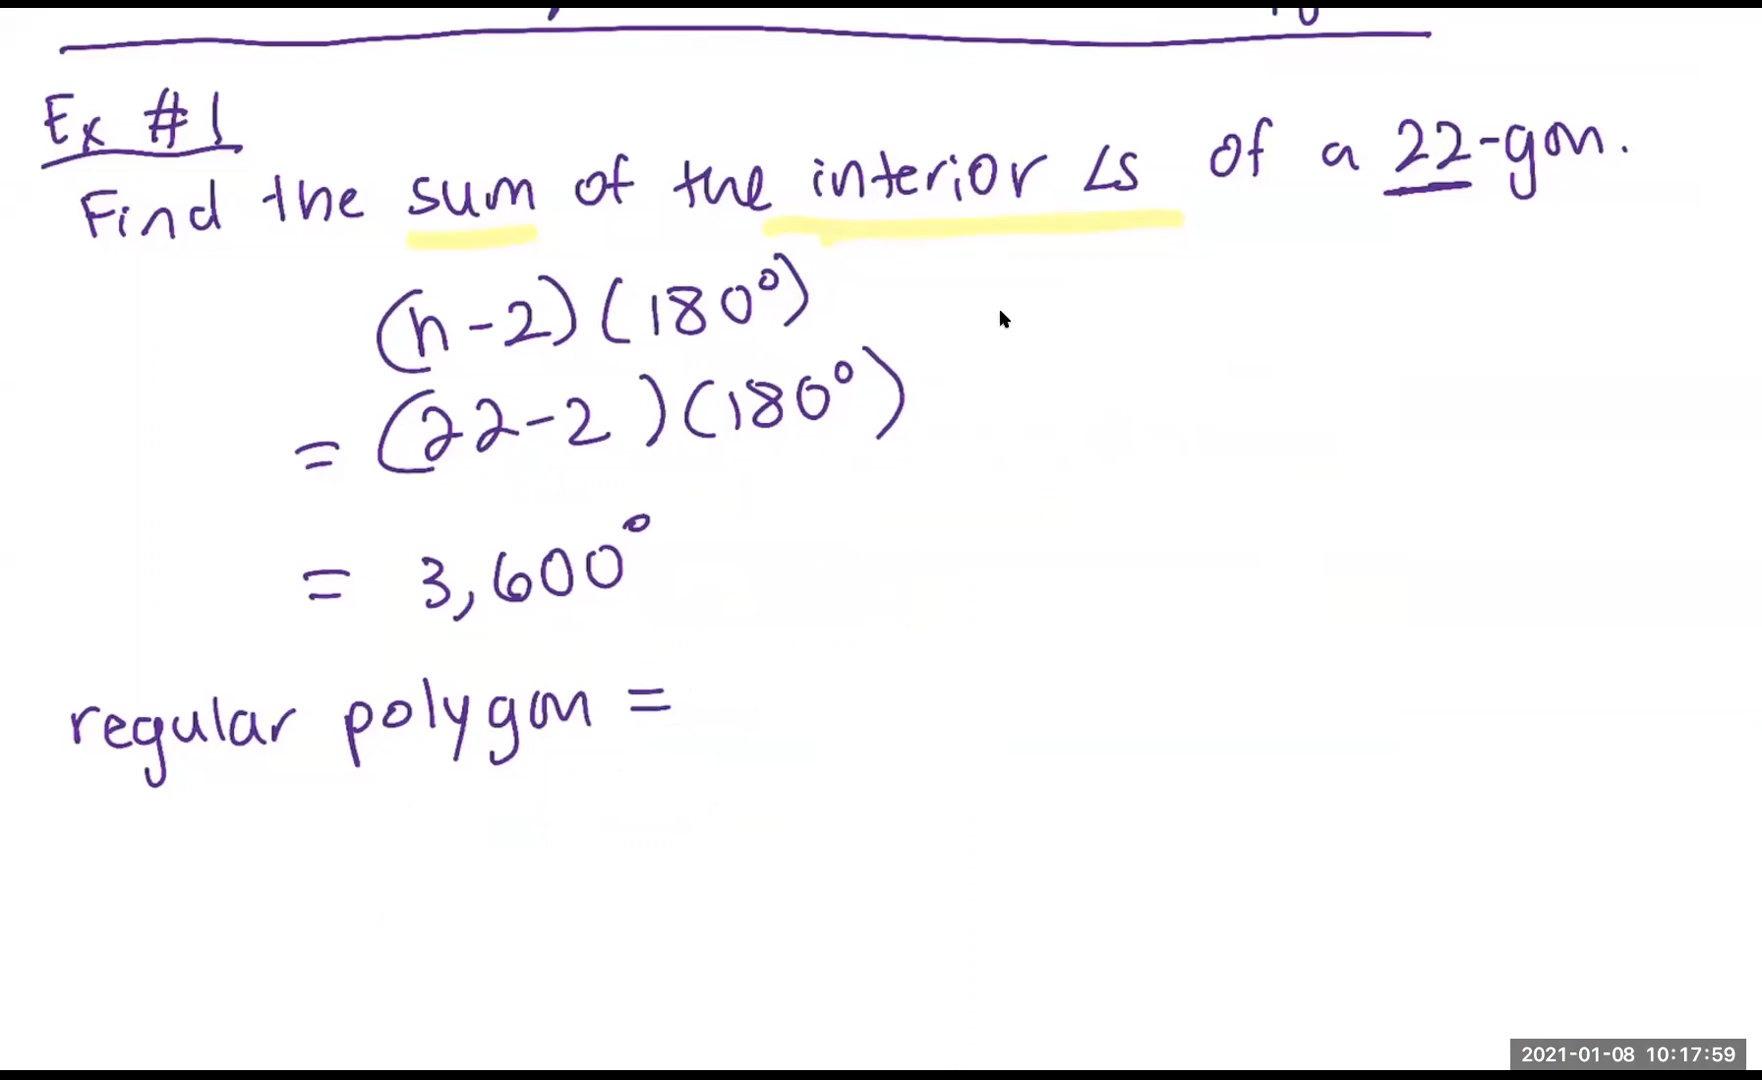 Ex #1
Find the sum of the interior ∠s of a 22-gon.
(n-2)(180°)
= (22-2)(180°)
= 3,600°
regular polygon =
2021-01-08 10:17:59